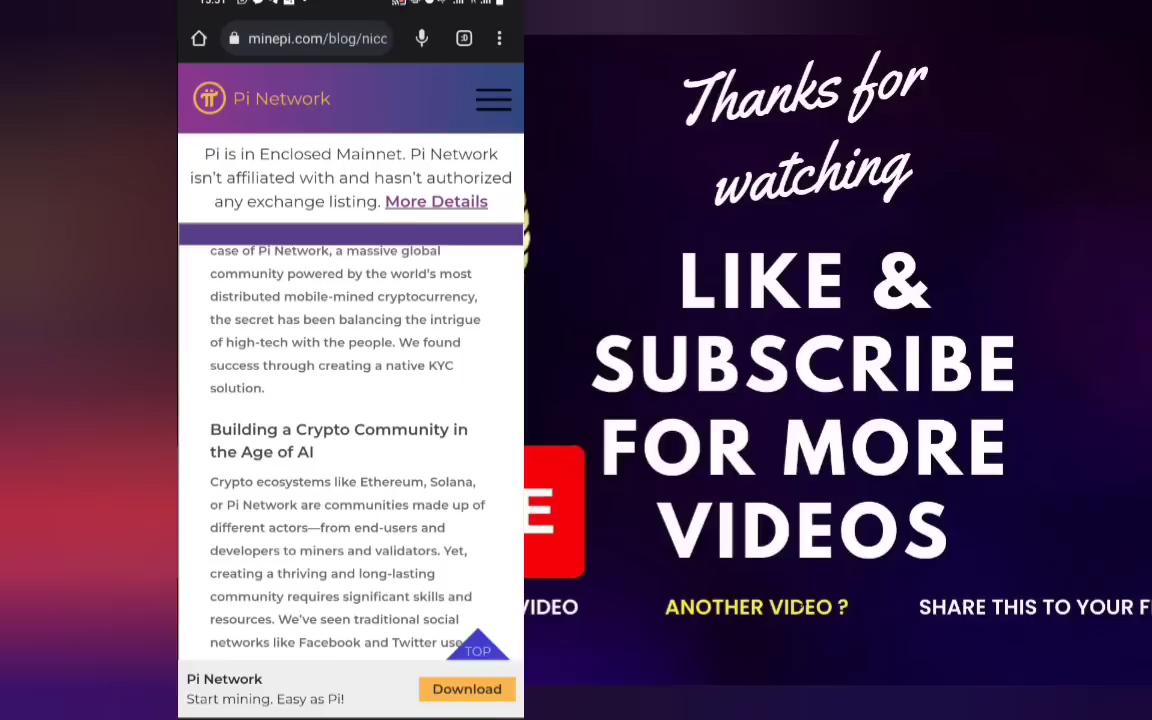 minepi.com/blog/nicc
:D
Pi Network
Pi is in Enclosed Mainnet. Pi Network
isn't affiliated with and hasn't authorized
any exchange listing. More Details
case of Pi Network, a massive global
community powered by the world's most
distributed mobile-mined cryptocurrency,
the secret has been balancing the intrigue
of high-tech with the people. We found
success through creating a native KYC
solution.
Building a Crypto Community in
the Age of AI
Crypto ecosystems like Ethereum, Solana,
or Pi Network are communities made up of
different actors—from end-users and
developers to miners and validators. Yet,
creating a thriving and long-lasting
community requires significant skills and
resources. We've seen traditional social
networks like Facebook and Twitter use
TOP
Pi Network
Start mining. Easy as Pi!
Download
Thanks for
watching
LIKE &
SUBSCRIBE
FOR MORE
VIDEOS
E
VIDEO
ANOTHER VIDEO ?
SHARE THIS TO YOUR F